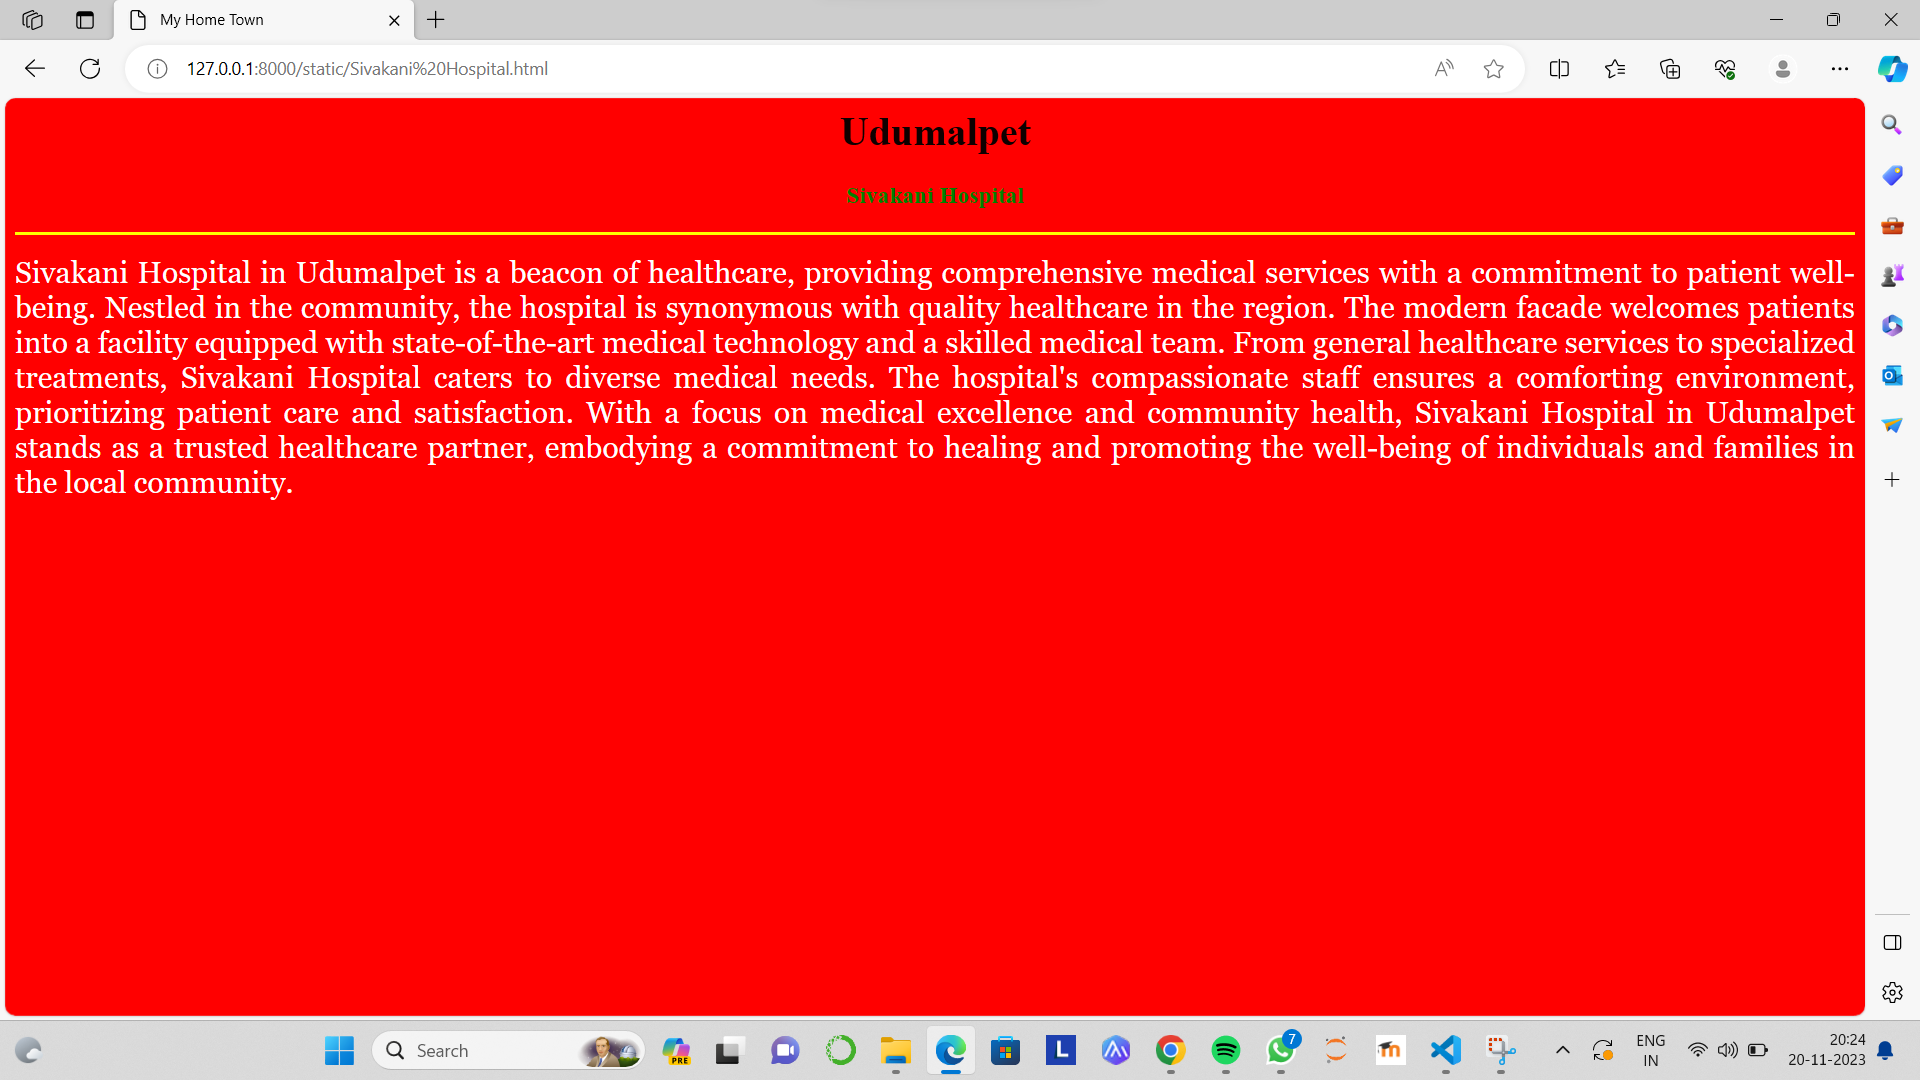 My Home Town
127.0.0.1:8000/static/Sivakani%20Hospital.html
Udumalpet
Sivakani Hospital
Sivakani Hospital in Udumalpet is a beacon of healthcare, providing comprehensive medical services with a commitment to patient well-
being. Nestled in the community, the hospital is synonymous with quality healthcare in the region. The modern facade welcomes patients
into a facility equipped with state-of-the-art medical technology and a skilled medical team. From general healthcare services to specialized
treatments, Sivakani Hospital caters to diverse medical needs. The hospital's compassionate staff ensures a comforting environment,
prioritizing patient care and satisfaction. With a focus on medical excellence and community health, Sivakani Hospital in Udumalpet
stands as a trusted healthcare partner, embodying a commitment to healing and promoting the well-being of individuals and families in
the local community.
Search
PRE
L
7
m
ENG
IN
20:24
20-11-2023